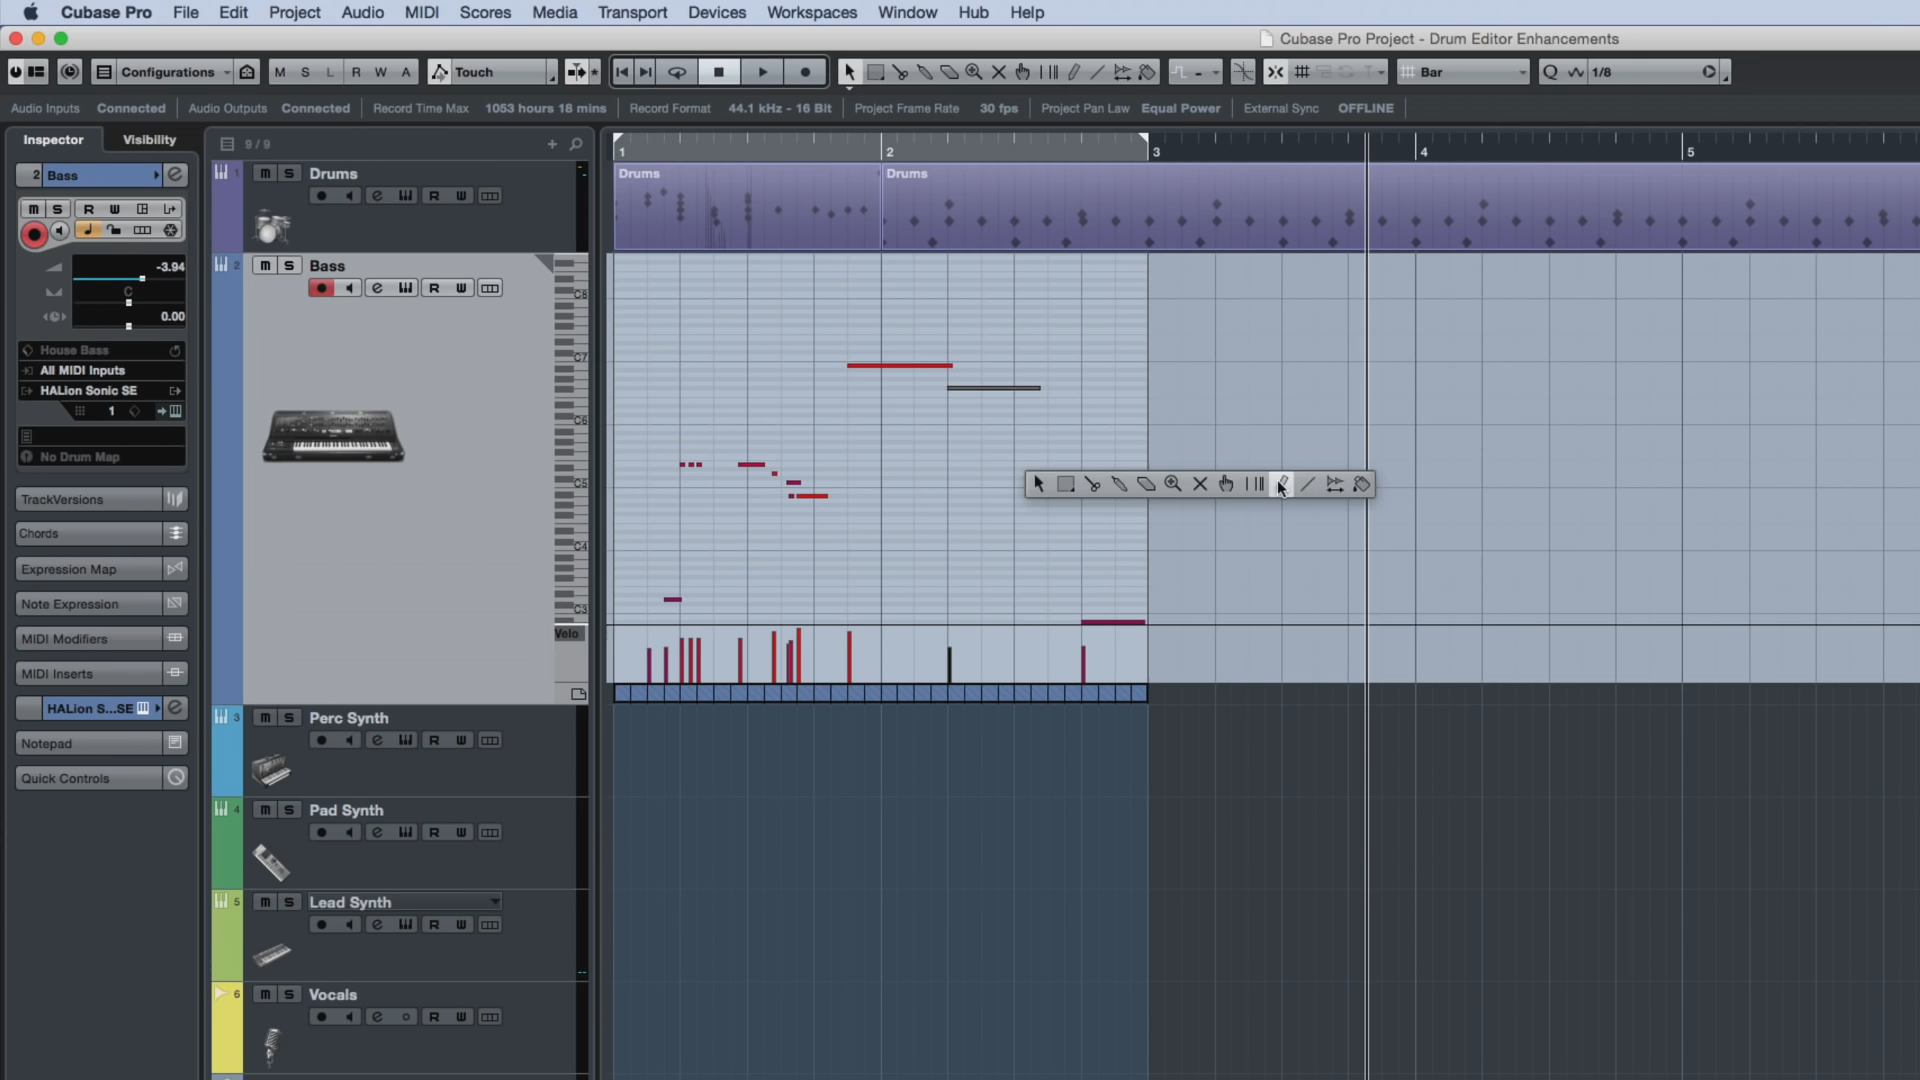 Cubase Pro File Edit Project Audio MIDI Scores Media Transport Devices Workspaces Window Hub Help
Cubase Pro Project - Drum Editor Enhancements
Configurations M S L R W A Touch Bar Q 1/8
Audio Inputs Connected Audio Outputs Connected Record Time Max 1053 hours 18 mins Record Format 44.1 kHz - 16 Bit Project Frame Rate 30 fps Project Pan Law Equal Power External Sync OFFLINE
Inspector Visibility 9/9
1 2 3 4 5
2 Bass
1 m S Drums
R W
Drums Drums
m S R W
-3.94
C
0.00
House Bass
All MIDI Inputs
HALion Sonic SE
1
No Drum Map
TrackVersions
Chords
Expression Map
Note Expression
MIDI Modifiers
MIDI Inserts
HALion S...SE
Notepad
Quick Controls
2 m S Bass
R W
C8
C7
C6
C5
C4
C3
Velo
3 m S Perc Synth
R W
4 m S Pad Synth
R W
5 m S Lead Synth
R W
6 m S Vocals
R W